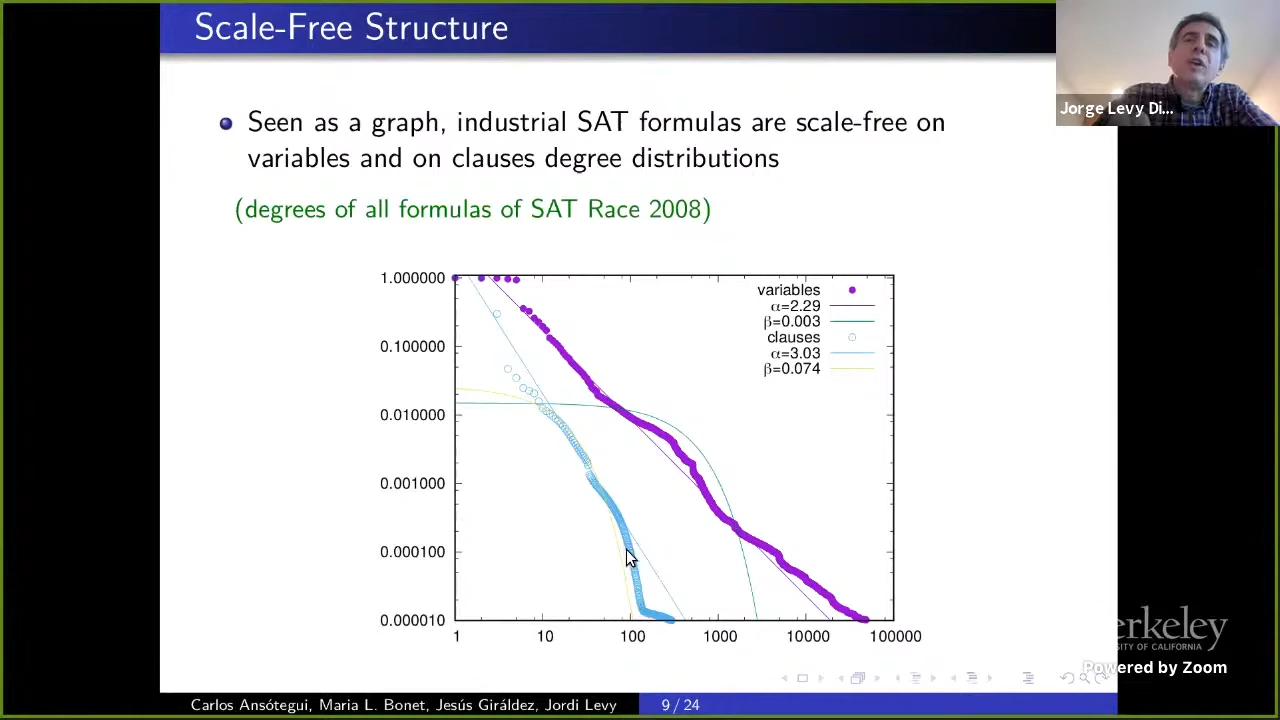 Scale-Free Structure
Jorge Levy Di...
Seen as a graph, industrial SAT formulas are scale-free on
variables and on clauses degree distributions
(degrees of all formulas of SAT Race 2008)
1.000000
0.100000
0.010000
0.001000
0.000100
0.000010
variables
α=2.29
β=0.003
clauses
α=3.03
β=0.074
1 10 100 1000 10000 100000
erkeley
SITY OF CALIFORNIA
Powered by Zoom
Carlos Ansótegui, Maria L. Bonet, Jesús Giráldez, Jordi Levy 9 / 24